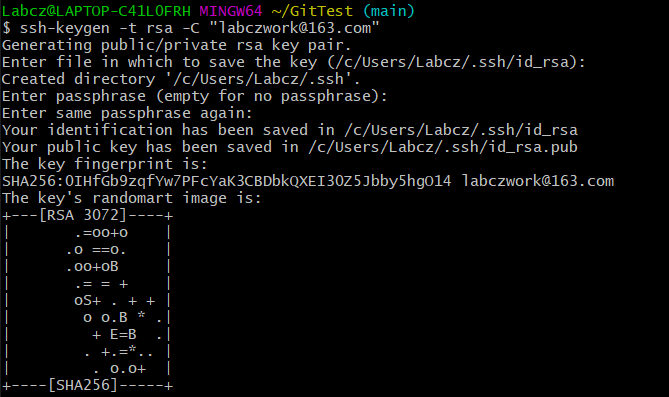 Labcz@LAPTOP-C41L0FRH MINGW64 ~/GitTest (main)
$ ssh-keygen -t rsa -C "labczwork@163.com"
Generating public/private rsa key pair.
Enter file in which to save the key (/c/Users/Labcz/.ssh/id_rsa):
Created directory '/c/Users/Labcz/.ssh'.
Enter passphrase (empty for no passphrase):
Enter same passphrase again:
Your identification has been saved in /c/Users/Labcz/.ssh/id_rsa
Your public key has been saved in /c/Users/Labcz/.ssh/id_rsa.pub
The key fingerprint is:
SHA256:OIHfGb9zqfYw7PFcYaK3CBDbkQXEI3OZ5Jbby5hgO14 labczwork@163.com
The key's randomart image is:
+---[RSA 3072]----+
|       .=oo+o    |
|      .o ==o.    |
|      .oo+oB     |
|       .= = +    |
|       oS+ . + + |
|        o o.B * .|
|         + E=B  .|
|        . +.=*.. |
|         . o.o+  |
+----[SHA256]-----+